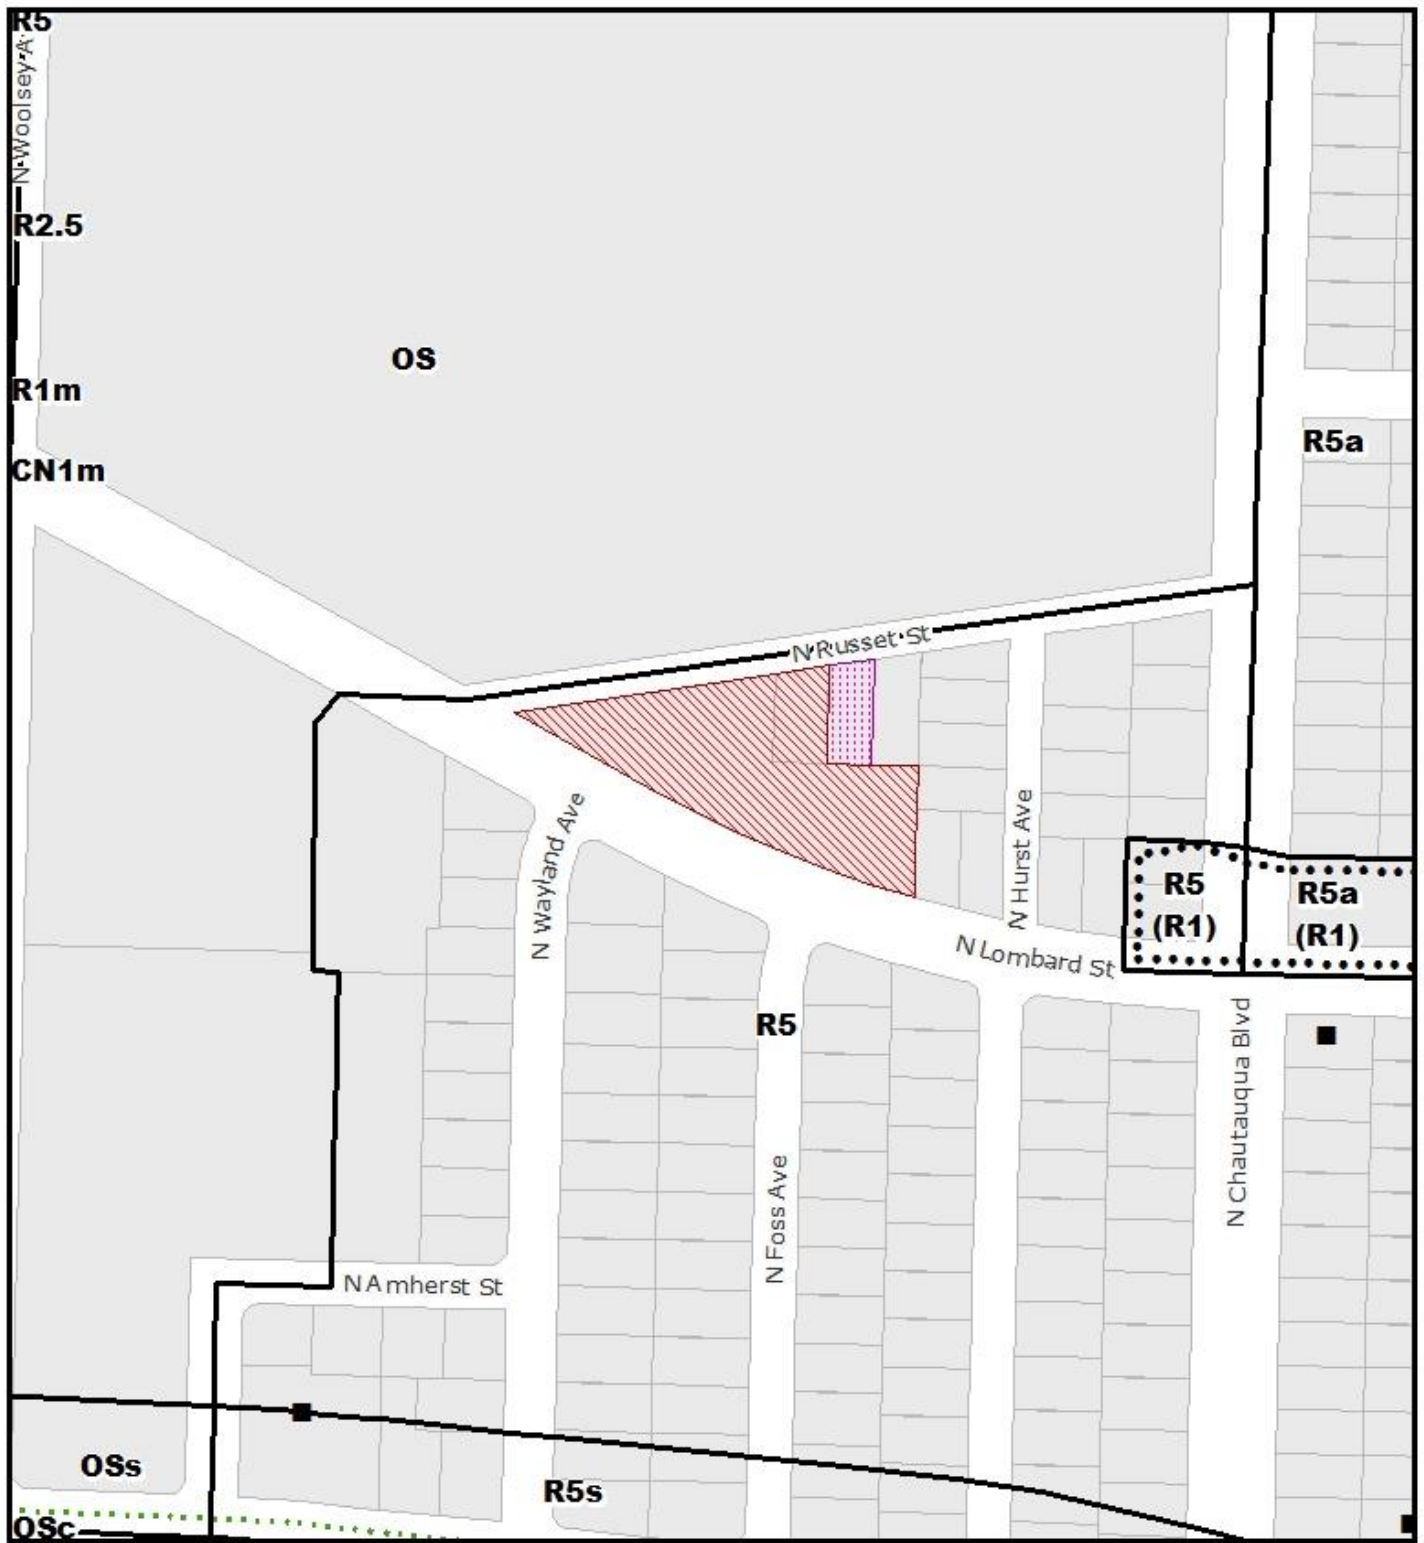 R5
N Woolsey A
R2.5
OS
R1m
R5a
CN1m
N Russet St
N Wayland Ave
N Hurst Ave
R5
(R1)
R5a
(R1)
N Lombard St
R5
N Chautauqua Blvd
N Foss Ave
N Amherst St
OSs
R5s
OSc